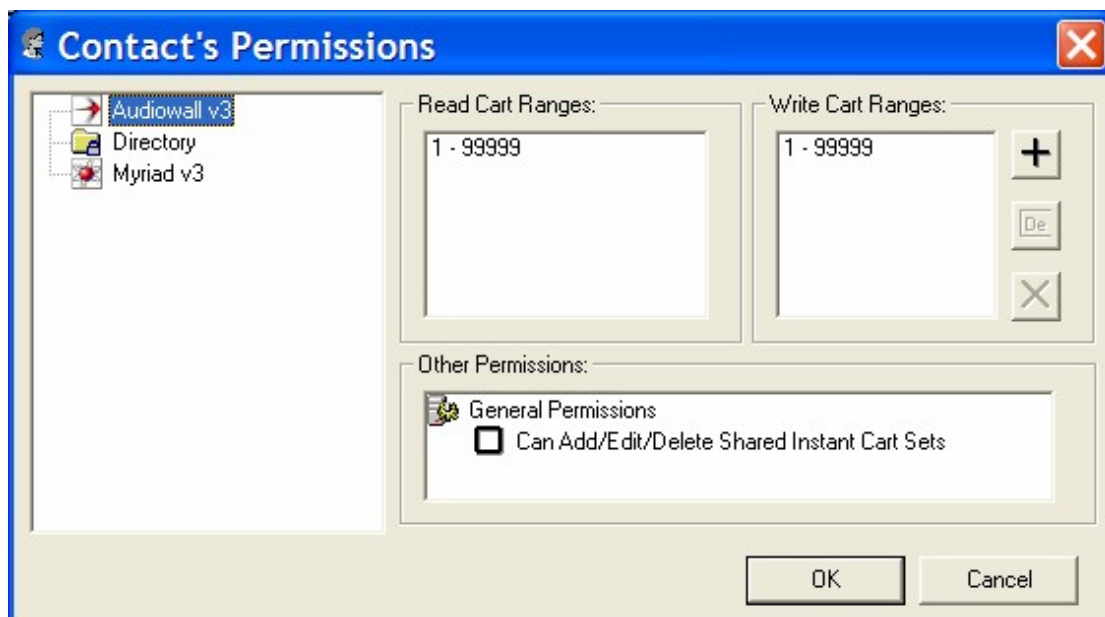 Contact's Permissions
Audiowall v3
Directory
Myriad v3
Read Cart Ranges:
1 - 99999
Write Cart Ranges:
1 - 99999
De
Other Permissions:
General Permissions
Can Add/Edit/Delete Shared Instant Cart Sets
OK
Cancel